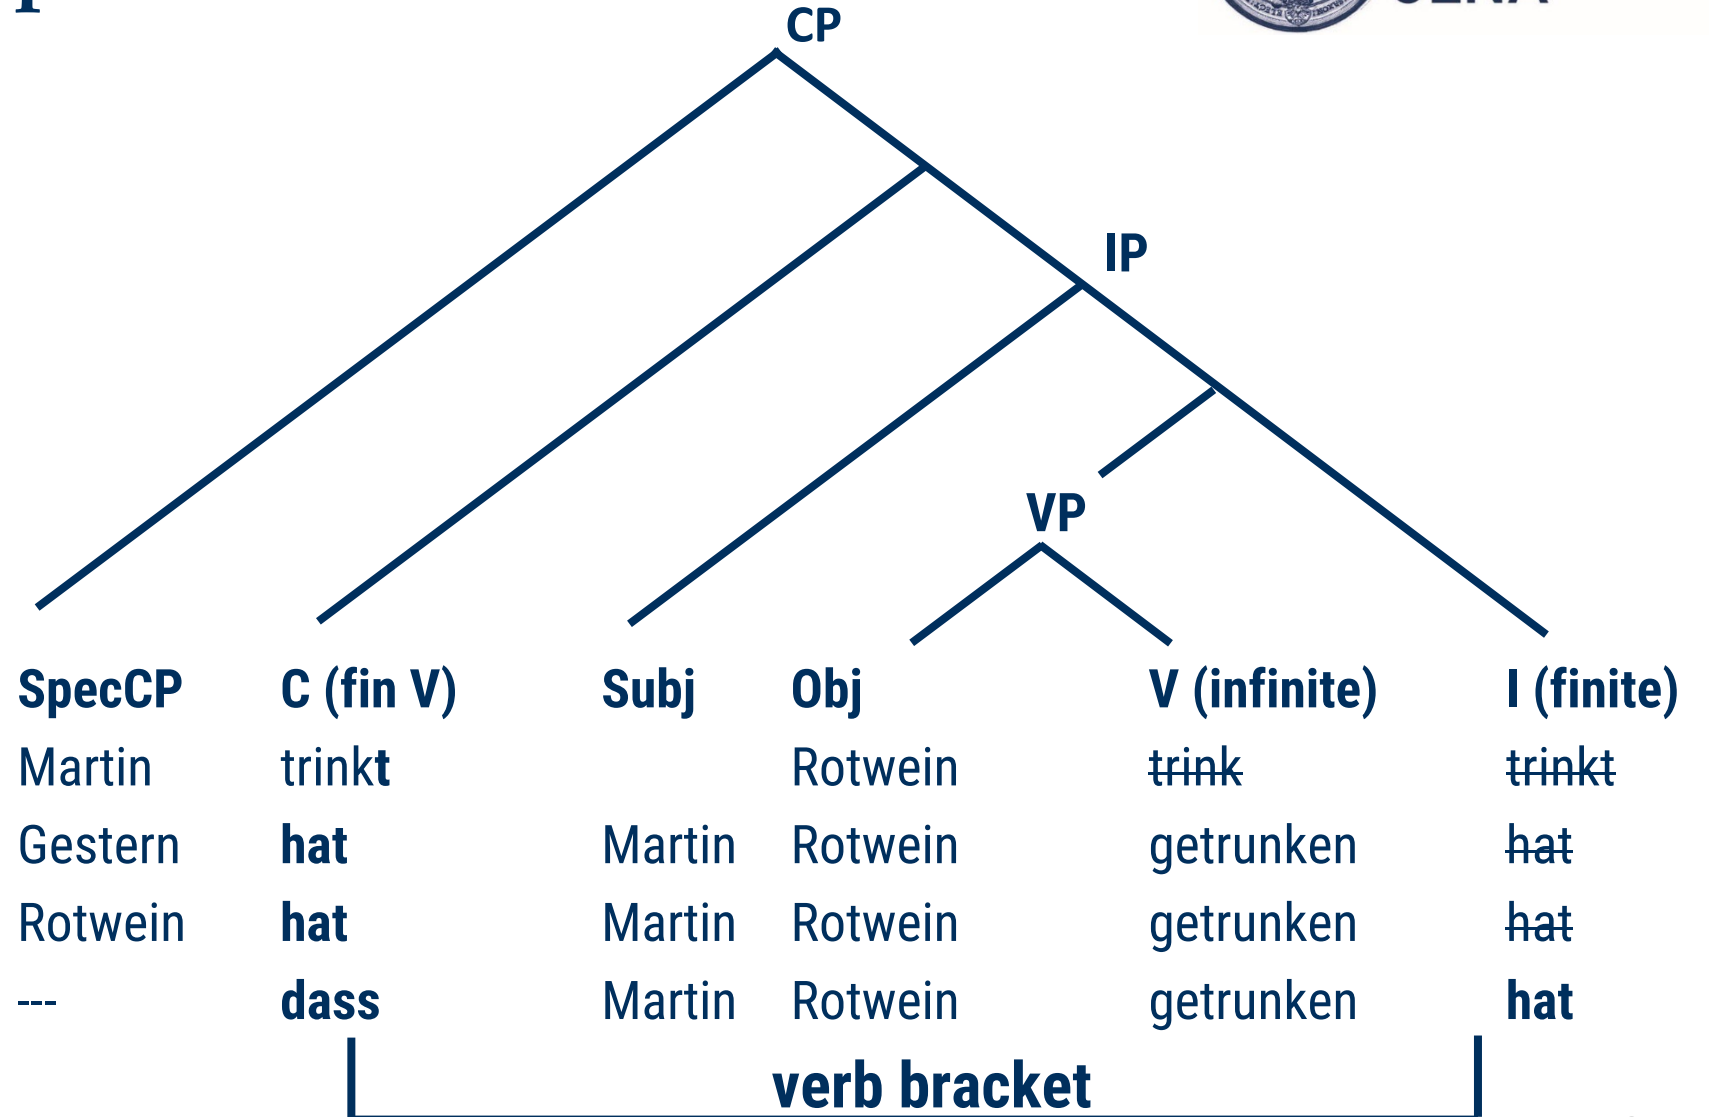 CP
IP
VP
SpecCP C (fin V) Subj Obj V (infinite) I (finite)
Martin trinkt Rotwein trink trinkt
Gestern hat Martin Rotwein getrunken hat
Rotwein hat Martin Rotwein getrunken hat
--- dass Martin Rotwein getrunken hat
verb bracket